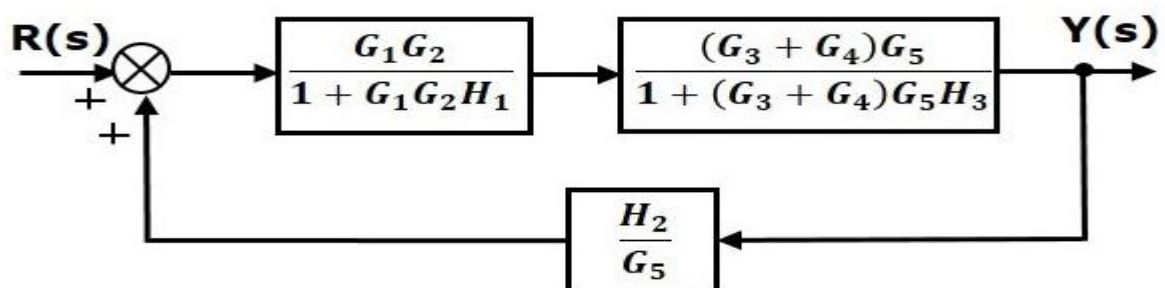 R(s)
+
+
G₁G₂
1 + G₁G₂H₁
(G₃ + G₄)G₅
1 + (G₃ + G₄)G₅H₃
Y(s)
H₂
G₅